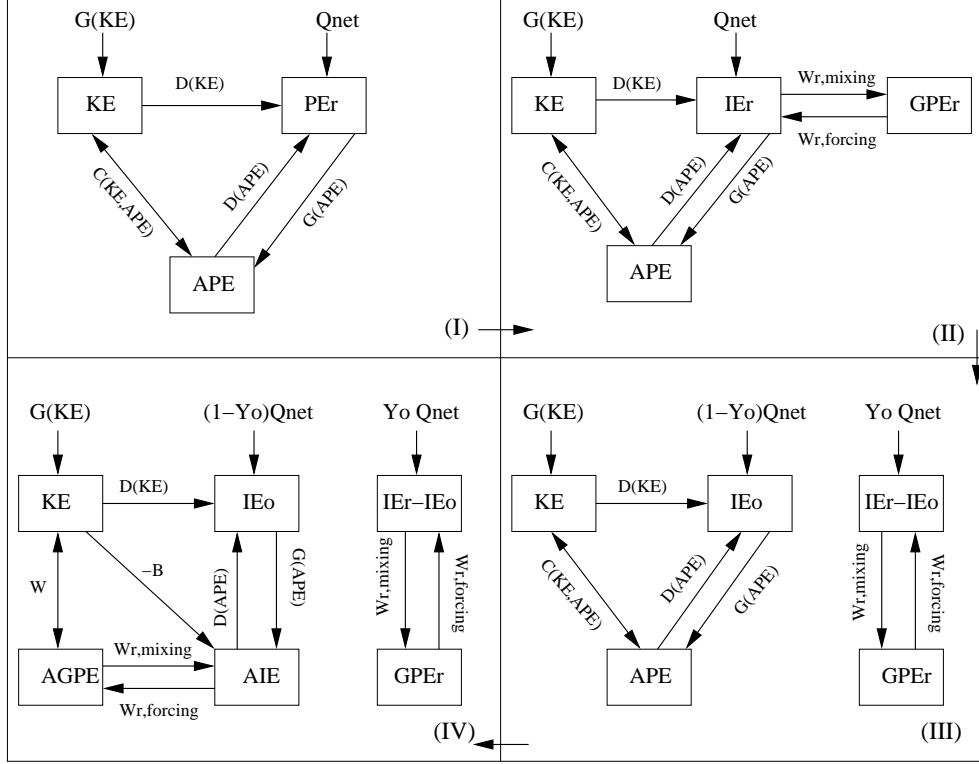 G(KE)
Qnet
KE
D(KE)
PEr
C(KE,APE)
D(APE)
G(APE)
APE
(I)
G(KE)
Qnet
KE
D(KE)
IEr
Wr,mixing
GPEr
Wr,forcing
C(KE,APE)
D(APE)
G(APE)
APE
(II)
G(KE)
(1−Yo)Qnet
Yo Qnet
KE
D(KE)
IEo
IEr−IEo
W
−B
D(APE)
G(APE)
Wr,mixing
Wr,forcing
AGPE
Wr,mixing
AIE
Wr,forcing
GPEr
(IV)
G(KE)
(1−Yo)Qnet
Yo Qnet
KE
D(KE)
IEo
IEr−IEo
C(KE,APE)
D(APE)
G(APE)
Wr,mixing
Wr,forcing
APE
GPEr
(III)